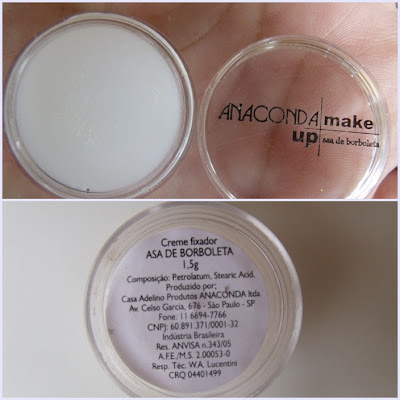 ANACONDA make
up asa de borboleta
Creme fixador
ASA DE BORBOLETA
1,5g
Composição: Petrolatum, Stearic Acid.
Produzido por:
Casa Adelino Produtos ANACONDA ltda.
Av. Celso Garcia, 676 - São Paulo - SP
Fone: 11 6694-7766
CNPJ: 60.891.371/0001-32
Indústria Brasileira
Res. ANVISA n.343/05
A.F.E./M.S. 2.00053-0
Resp. Téc. W.A. Lucentini
CRQ 04401499